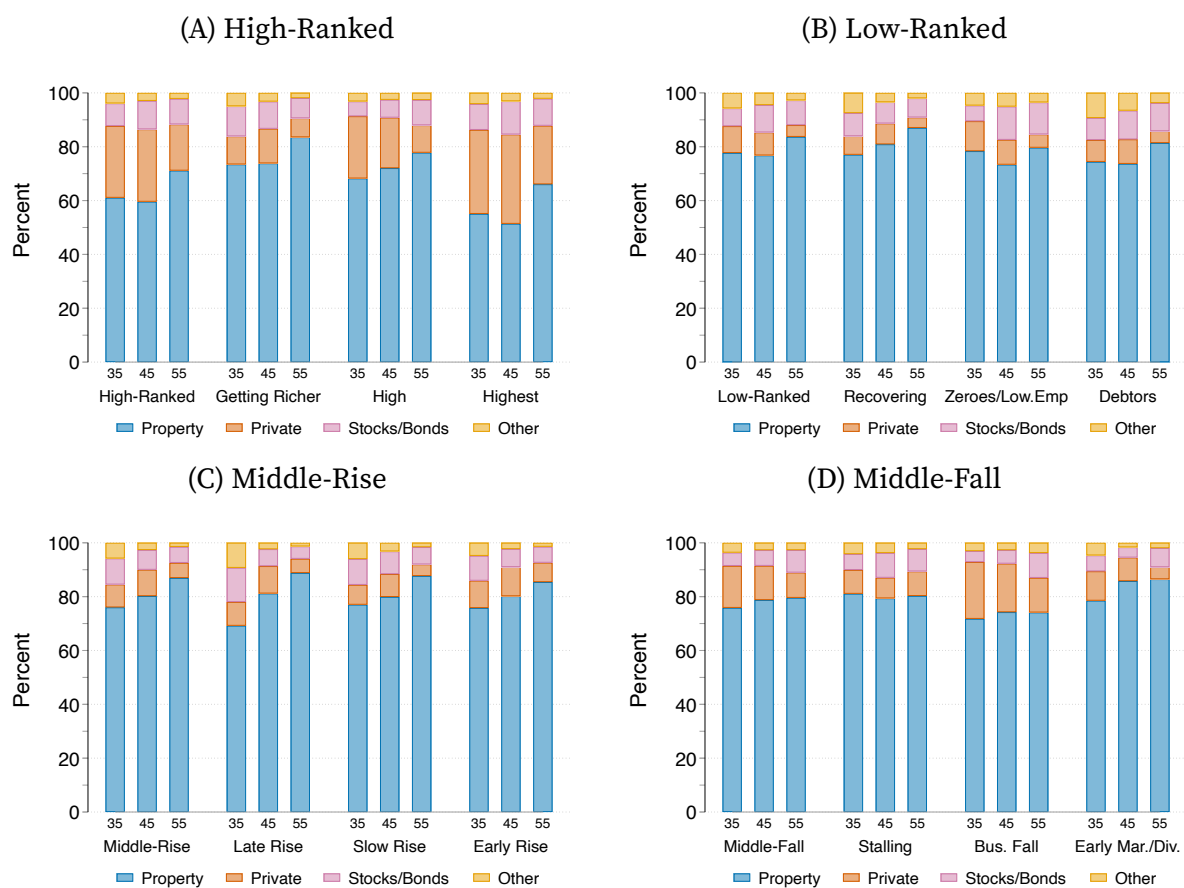 (A) High-Ranked
Percent
100
80
60
40
20
0
35 45 55 35 45 55 35 45 55 35 45 55
High-Ranked Getting Richer High Highest
Property Private Stocks/Bonds Other
(B) Low-Ranked
Percent
100
80
60
40
20
0
35 45 55 35 45 55 35 45 55 35 45 55
Low-Ranked Recovering Zeroes/Low.Emp Debtors
Property Private Stocks/Bonds Other
(C) Middle-Rise
Percent
100
80
60
40
20
0
35 45 55 35 45 55 35 45 55 35 45 55
Middle-Rise Late Rise Slow Rise Early Rise
Property Private Stocks/Bonds Other
(D) Middle-Fall
Percent
100
80
60
40
20
0
35 45 55 35 45 55 35 45 55 35 45 55
Middle-Fall Stalling Bus. Fall Early Mar./Div.
Property Private Stocks/Bonds Other